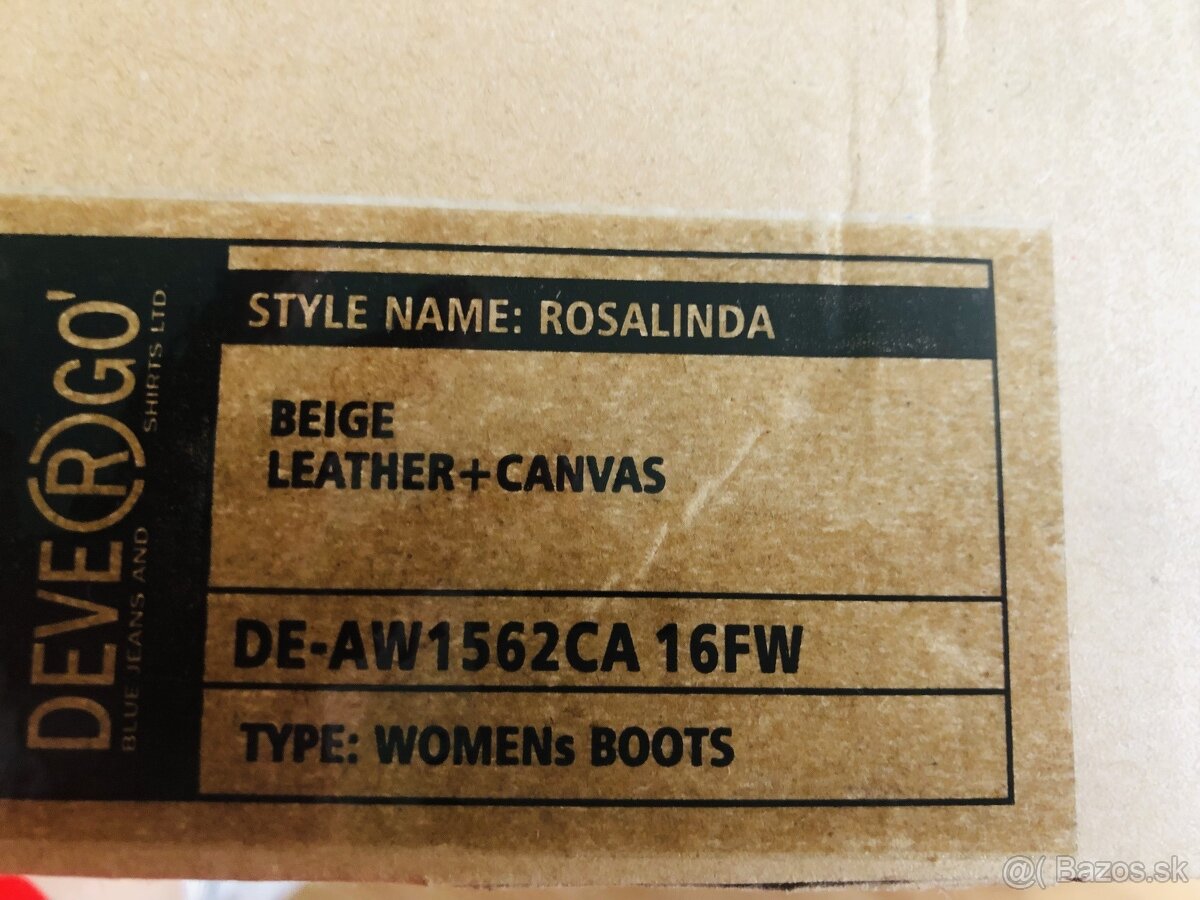 DEVERGO'
BLUE JEANS AND SHIRTS LTD
STYLE NAME: ROSALINDA
BEIGE
LEATHER+CANVAS
DE-AW1562CA 16FW
TYPE: WOMENs BOOTS
@( Bazos.sk